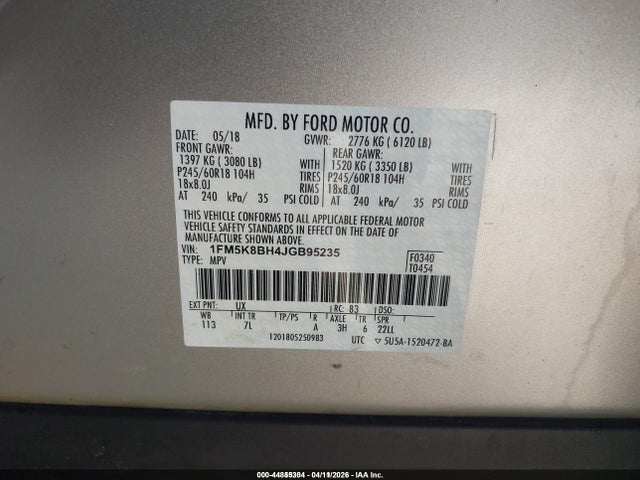 MFD. BY FORD MOTOR CO.
DATE: 05/18 GVWR: 2776 KG ( 6120 LB)
FRONT GAWR: REAR GAWR:
1397 KG ( 3080 LB) WITH 1520 KG ( 3350 LB) WITH
P245/60R18 104H TIRES P245/60R18 104H TIRES
18x8.0J RIMS 18x8.0J RIMS
AT 240 kPa/ 35 PSI COLD AT 240 kPa/ 35 PSI COLD
THIS VEHICLE CONFORMS TO ALL APPLICABLE FEDERAL MOTOR
VEHICLE SAFETY STANDARDS IN EFFECT ON THE DATE OF
MANUFACTURE SHOWN ABOVE.
VIN: 1FM5K8BH4JGB95235 F0340
TYPE: MPV T0454
EXT PNT: UX RC: 83 DSO:
WB INT TR TP/PS R AXLE TR SPR
113 7L A 3H 6 22LL
1201805250983 UTC ▽ 5U5A-1520472-BA
04/11/2026 - IAA Inc.